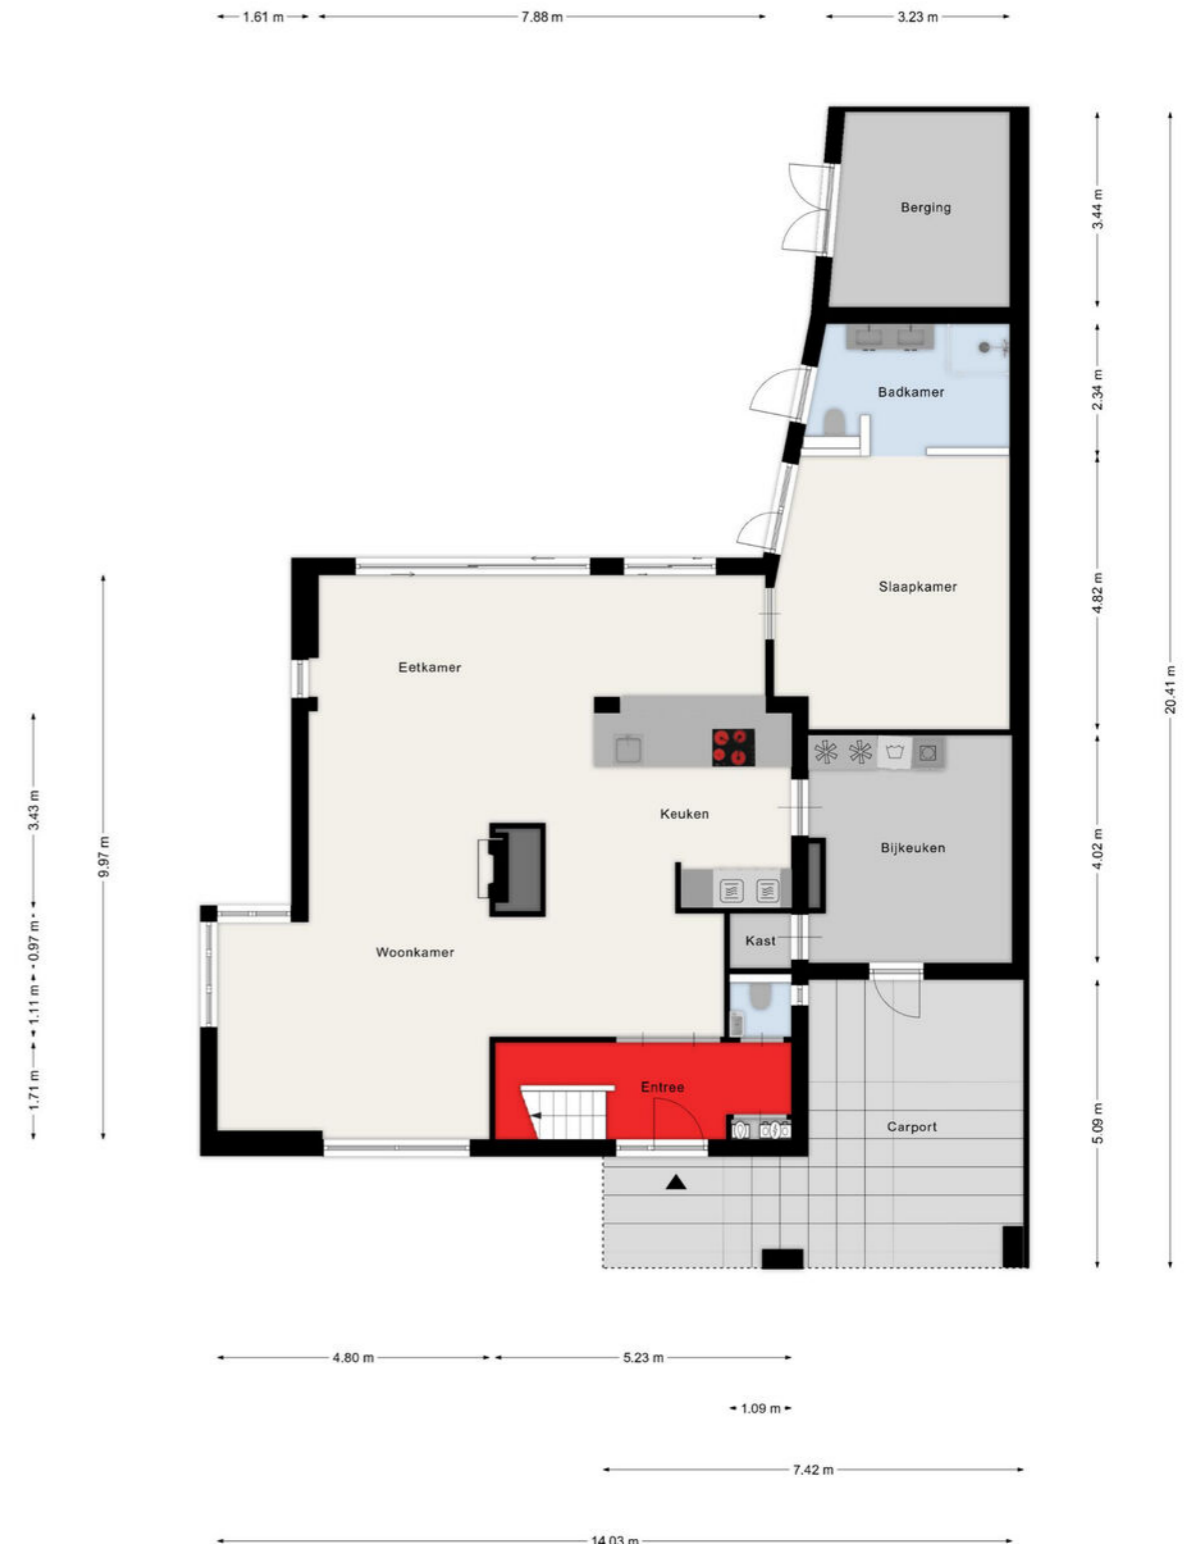 1.61 m
7.88 m
3.23 m
Berging
3.44 m
Badkamer
2.34 m
Slaapkamer
4.82 m
Eetkamer
20.41 m
Keuken
3.43 m
Bijkeuken
4.02 m
9.97 m
Kast
Woonkamer
0.97 m
1.11 m
Entree
1.71 m
Carport
5.09 m
4.80 m
5.23 m
1.09 m
7.42 m
14.03 m